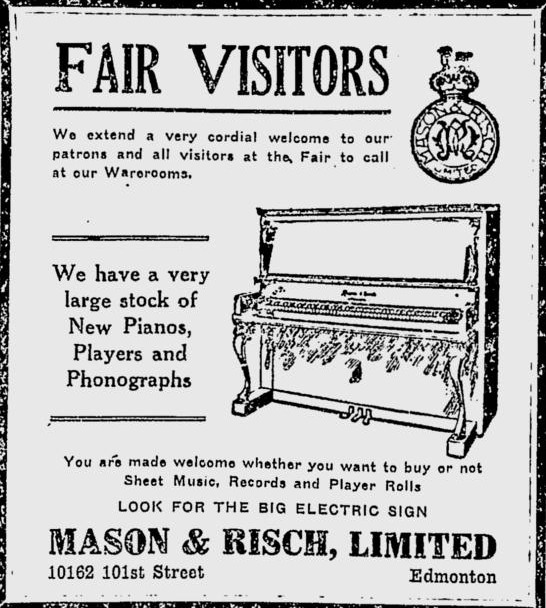 FAIR VISITORS
We extend a very cordial welcome to our
patrons and all visitors at the Fair to call
at our Warerooms.
MASON & RISCH
LIMITED
We have a very
large stock of
New Pianos,
Players and
Phonographs
You are made welcome whether you want to buy or not
Sheet Music, Records and Player Rolls
LOOK FOR THE BIG ELECTRIC SIGN
MASON & RISCH, LIMITED
10162 101st Street
Edmonton